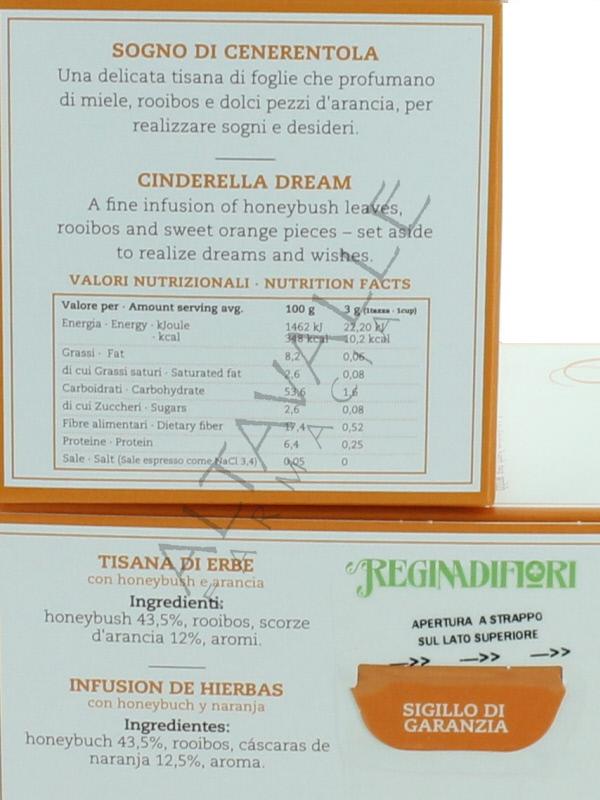 SOGNO DI CENERENTOLA
Una delicata tisana di foglie che profumano
di miele, rooibos e dolci pezzi d'arancia, per
realizzare sogni e desideri.
CINDERELLA DREAM
A fine infusion of honeybush leaves,
rooibos and sweet orange pieces – set aside
to realize dreams and wishes.
VALORI NUTRIZIONALI · NUTRITION FACTS
Valore per · Amount serving avg. 100 g 3 g (1tazza · 1cup)
Energia · Energy · kJoule 1462 kJ 22,20 kJ
· kcal 348 kcal 10,2 kcal
Grassi · Fat 8,2 0,06
di cui Grassi saturi · Saturated fat 2,6 0,08
Carboidrati · Carbohydrate 53,6 1,6
di cui Zuccheri · Sugars 2,6 0,08
Fibre alimentari · Dietary fiber 17,4 0,52
Proteine · Protein 6,4 0,25
Sale · Salt (Sale espresso come NaCl 3,4) 0,05 0
ALTAVALLE
FARMACIA
TISANA DI ERBE
con honeybush e arancia
Ingredienti:
honeybush 43,5%, rooibos, scorze
d'arancia 12%, aromi.
INFUSION DE HIERBAS
con honeybuch y naranja
Ingredientes:
honeybuch 43,5%, rooibos, cáscaras de
naranja 12,5%, aroma.
REGINADIFIORI
APERTURA A STRAPPO
SUL LATO SUPERIORE
—>> —>> —>>
SIGILLO DI
GARANZIA